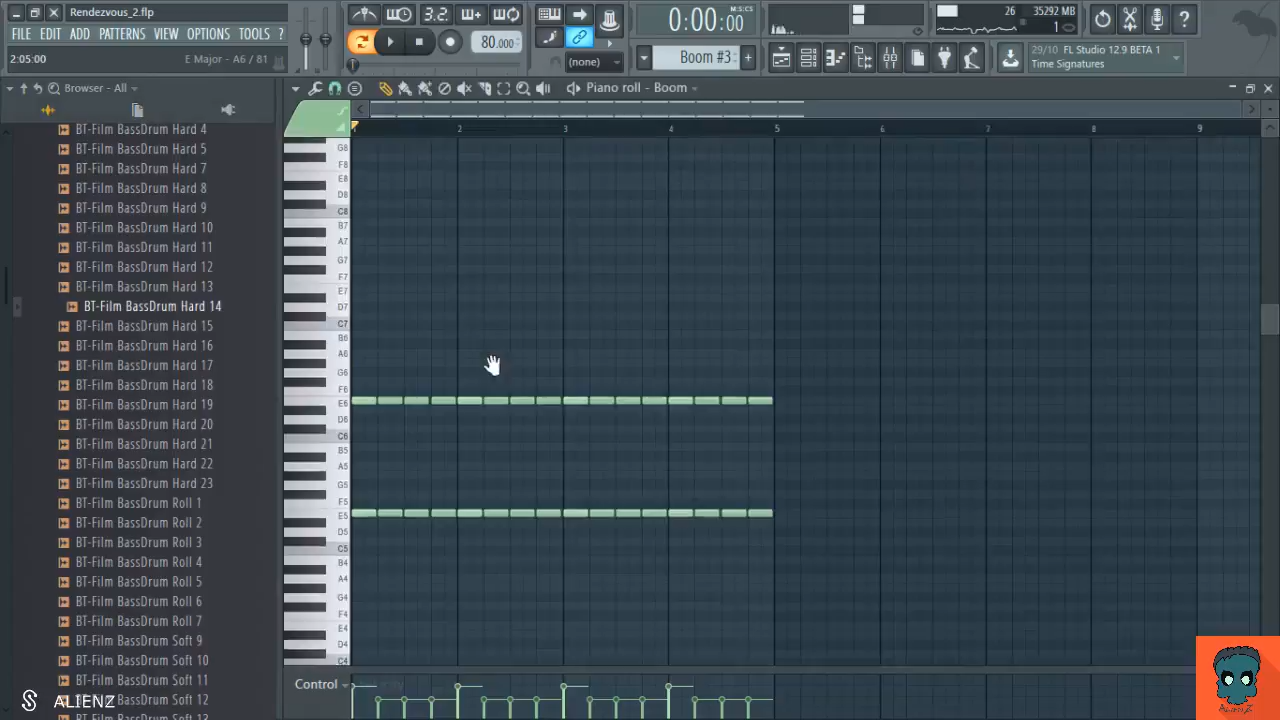 Rendezvous_2.flp
FILE EDIT ADD PATTERNS VIEW OPTIONS TOOLS ?
2:05:00 E Major - A6 / 81
3.2
80.000
(none)
0:00:00
M:S:CS
Boom #3
26 35292 MB
1
29/10 FL Studio 12.9 BETA 1
Time Signatures
Browser - All
Piano roll - Boom
1 2 3 4 5 6 7 8 9
BT-Film BassDrum Hard 4
BT-Film BassDrum Hard 5
BT-Film BassDrum Hard 7
BT-Film BassDrum Hard 8
BT-Film BassDrum Hard 9
BT-Film BassDrum Hard 10
BT-Film BassDrum Hard 11
BT-Film BassDrum Hard 12
BT-Film BassDrum Hard 13
BT-Film BassDrum Hard 14
BT-Film BassDrum Hard 15
BT-Film BassDrum Hard 16
BT-Film BassDrum Hard 17
BT-Film BassDrum Hard 18
BT-Film BassDrum Hard 19
BT-Film BassDrum Hard 20
BT-Film BassDrum Hard 21
BT-Film BassDrum Hard 22
BT-Film BassDrum Hard 23
BT-Film BassDrum Roll 1
BT-Film BassDrum Roll 2
BT-Film BassDrum Roll 3
BT-Film BassDrum Roll 4
BT-Film BassDrum Roll 5
BT-Film BassDrum Roll 6
BT-Film BassDrum Roll 7
BT-Film BassDrum Soft 9
BT-Film BassDrum Soft 10
BT-Film BassDrum Soft 11
BassDrum Soft 12
G8
F8
E8
D8
C8
B7
A7
G7
F7
E7
D7
C7
B6
A6
G6
F6
E6
D6
C6
B5
A5
G5
F5
E5
D5
C5
B4
A4
G4
F4
E4
D4
C4
Control
ALIENZ
ALIENZ